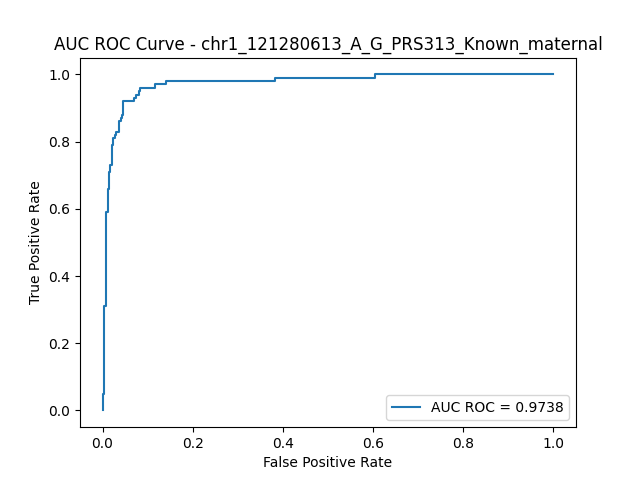 AUC ROC Curve - chr1_121280613_A_G_PRS313_Known_maternal
1.0
0.8
0.6
0.4
0.2
0.0
True Positive Rate
AUC ROC = 0.9738
0.0 0.2 0.4 0.6 0.8 1.0
False Positive Rate